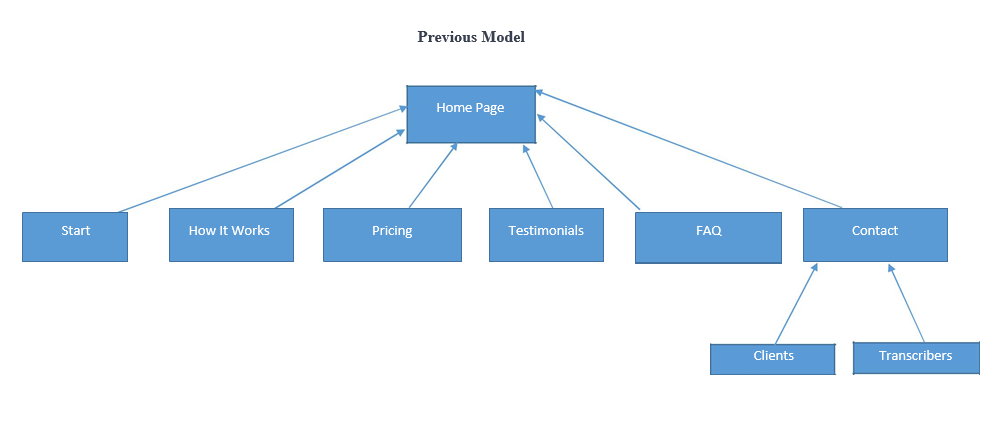 Previous Model
Home Page
Start
How It Works
Pricing
Testimonials
FAQ
Contact
Clients
Transcribers